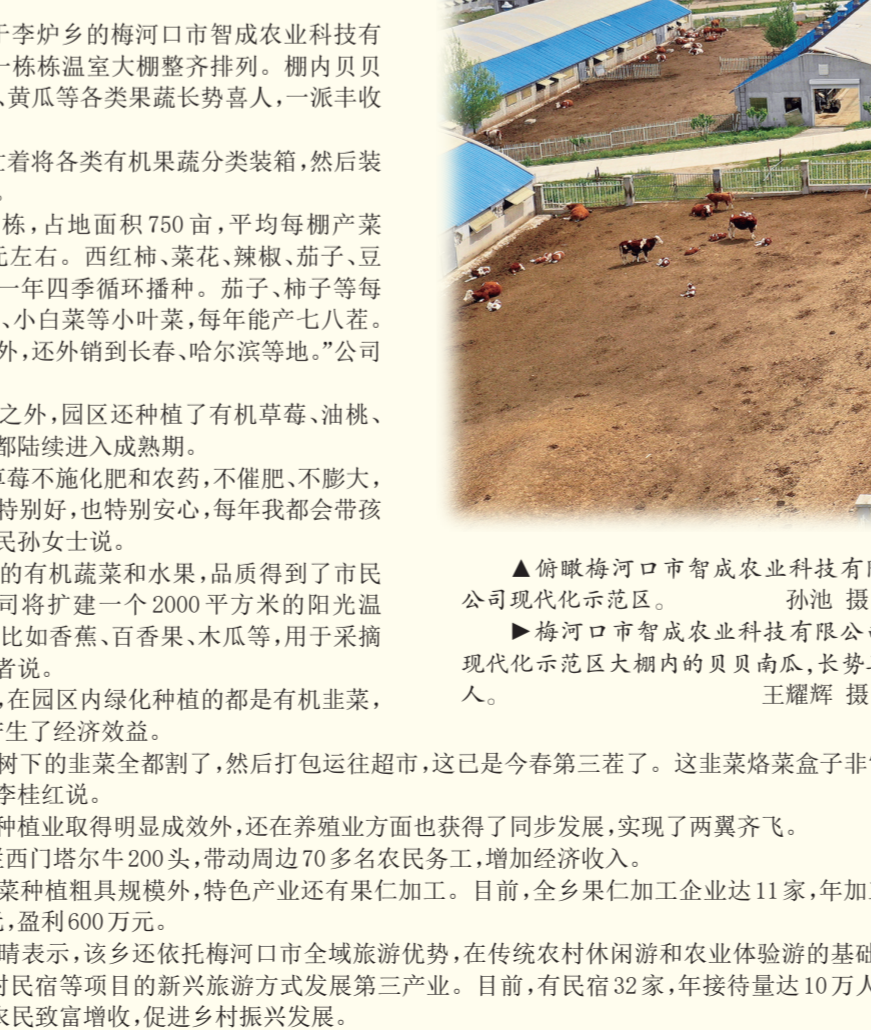 于李炉乡的梅河口市智成农业科技有
一栋栋温室大棚整齐排列。棚内贝贝
、黄瓜等各类果蔬长势喜人,一派丰收
忙着将各类有机果蔬分类装箱,然后装
。
栋,占地面积750亩,平均每棚产菜
元左右。西红柿、菜花、辣椒、茄子、豆
一年四季循环播种。茄子、柿子等每
、小白菜等小叶菜,每年能产七八茬。
外,还外销到长春、哈尔滨等地。”公司
之外,园区还种植了有机草莓、油桃、
都陆续进入成熟期。
草莓不施化肥和农药,不催肥、不膨大,
特别好,也特别安心,每年我都会带孩
民孙女士说。
的有机蔬菜和水果,品质得到了市民
司将扩建一个2000平方米的阳光温
比如香蕉、百香果、木瓜等,用于采摘
者说。
,在园区内绿化种植的都是有机韭菜,
产生了经济效益。
树下的韭菜全都割了,然后打包运往超市,这已是今春第三茬了。这韭菜烙菜盒子非
李桂红说。
种植业取得明显成效外,还在养殖业方面也获得了同步发展,实现了两翼齐飞。
西门塔尔牛200头,带动周边70多名农民务工,增加经济收入。
菜种植粗具规模外,特色产业还有果仁加工。目前,全乡果仁加工企业达11家,年加
元,盈利600万元。
晴表示,该乡还依托梅河口市全域旅游优势,在传统农村休闲游和农业体验游的基础
村民宿等项目的新兴旅游方式发展第三产业。目前,有民宿32家,年接待量达10万人
农民致富增收,促进乡村振兴发展。
▲俯瞰梅河口市智成农业科技有限
公司现代化示范区。 孙池 摄
▶梅河口市智成农业科技有限公司
现代化示范区大棚内的贝贝南瓜,长势
人。 王耀辉 摄